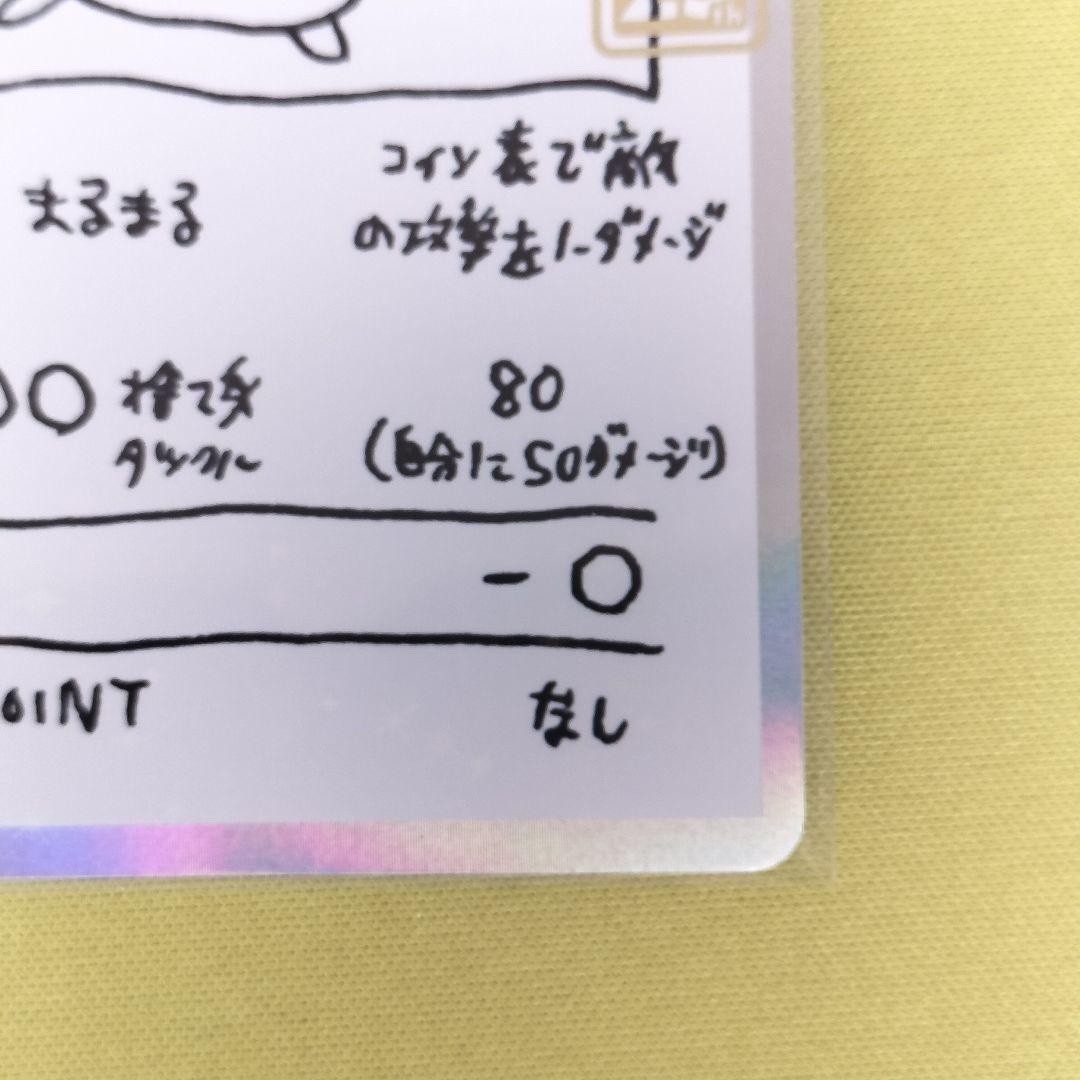 まるまる
コイン表で敵
の攻撃を1-ダメージ
〇 捨て身
タックル
80
(自分に50ダメージ)
- 〇
OINT
なし